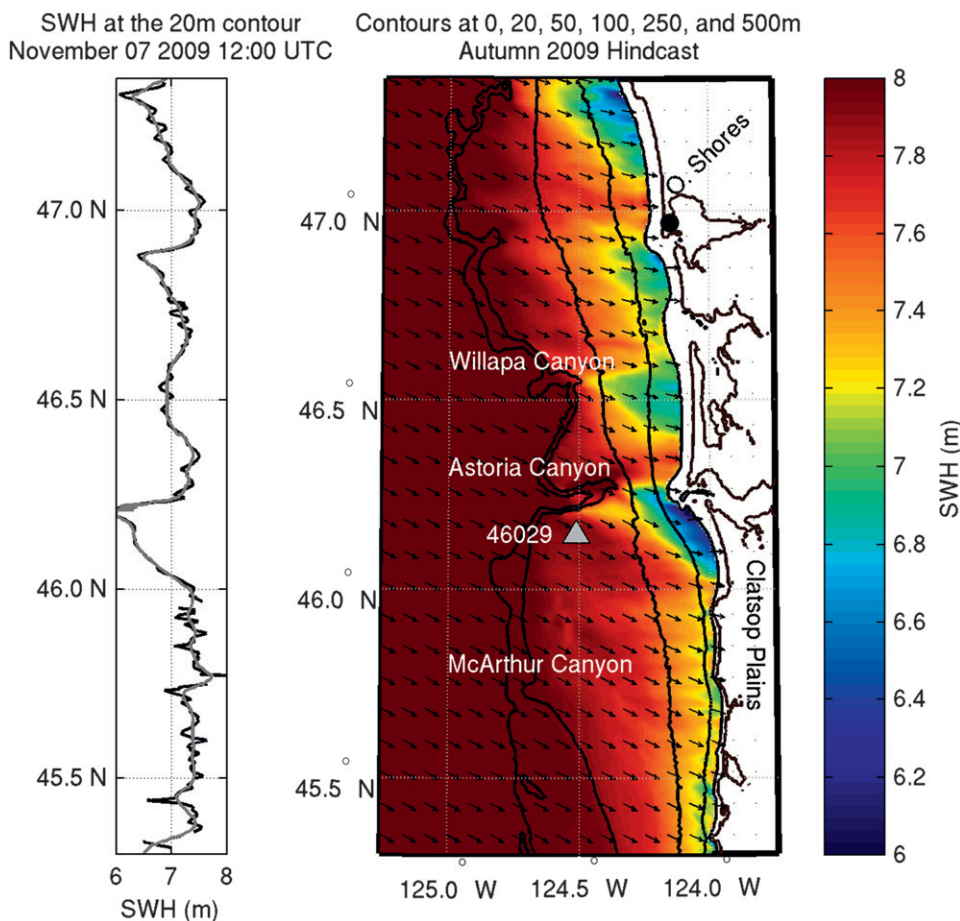 SWH at the 20m contour
November 07 2009 12:00 UTC
47.0 N
46.5 N
46.0 N
45.5 N
6 7 8
SWH (m)
Contours at 0, 20, 50, 100, 250, and 500m
Autumn 2009 Hindcast
47.0 N
46.5 N
46.0 N
45.5 N
125.0 W 124.5 W 124.0 W
O. Shores
Willapa Canyon
Astoria Canyon
46029
McArthur Canyon
Clatsop Plains
8
7.8
7.6
7.4
7.2
7
6.8
6.6
6.4
6.2
6
SWH (m)